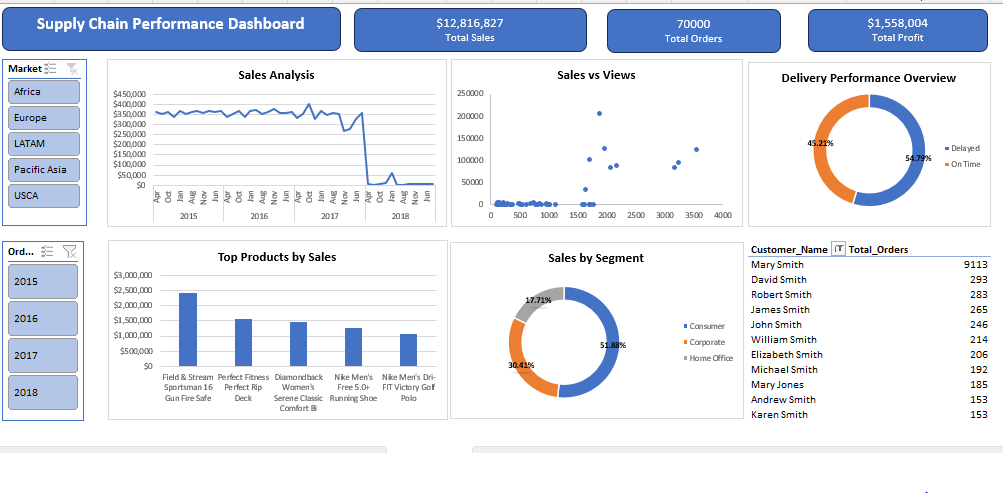 Supply Chain Performance Dashboard
$12,816,827
Total Sales
70000
Total Orders
$1,558,004
Total Profit
Market
Africa
Europe
LATAM
Pacific Asia
USCA
Sales Analysis
$450,000
$400,000
$350,000
$300,000
$250,000
$200,000
$150,000
$100,000
$50,000
$0
Apr Oct Jan Aug Nov Jun Apr Oct Jan Aug Nov Jun Apr Oct Jan Aug Nov Jun Apr Oct Jan Aug Nov Jun
2015 2016 2017 2018
Sales vs Views
250000
200000
150000
100000
50000
0
0 500 1000 1500 2000 2500 3000 3500 4000
Delivery Performance Overview
45.21%
54.79%
Delayed
On Time
Ord...
2015
2016
2017
2018
Top Products by Sales
$3,000,000
$2,500,000
$2,000,000
$1,500,000
$1,000,000
$500,000
$0
Field & Stream Sportsman 16 Gun Fire Safe
Perfect Fitness Perfect Rip Deck
Diamondback Women's Serene Classic Comfort Bi
Nike Men's Free 5.0+ Running Shoe
Nike Men's Dri-FIT Victory Golf Polo
Sales by Segment
17.71%
51.88%
30.41%
Consumer
Corporate
Home Office
Customer_Name Total_Orders
Mary Smith 9113
David Smith 293
Robert Smith 283
James Smith 265
John Smith 246
William Smith 214
Elizabeth Smith 206
Michael Smith 192
Mary Jones 185
Andrew Smith 153
Karen Smith 153